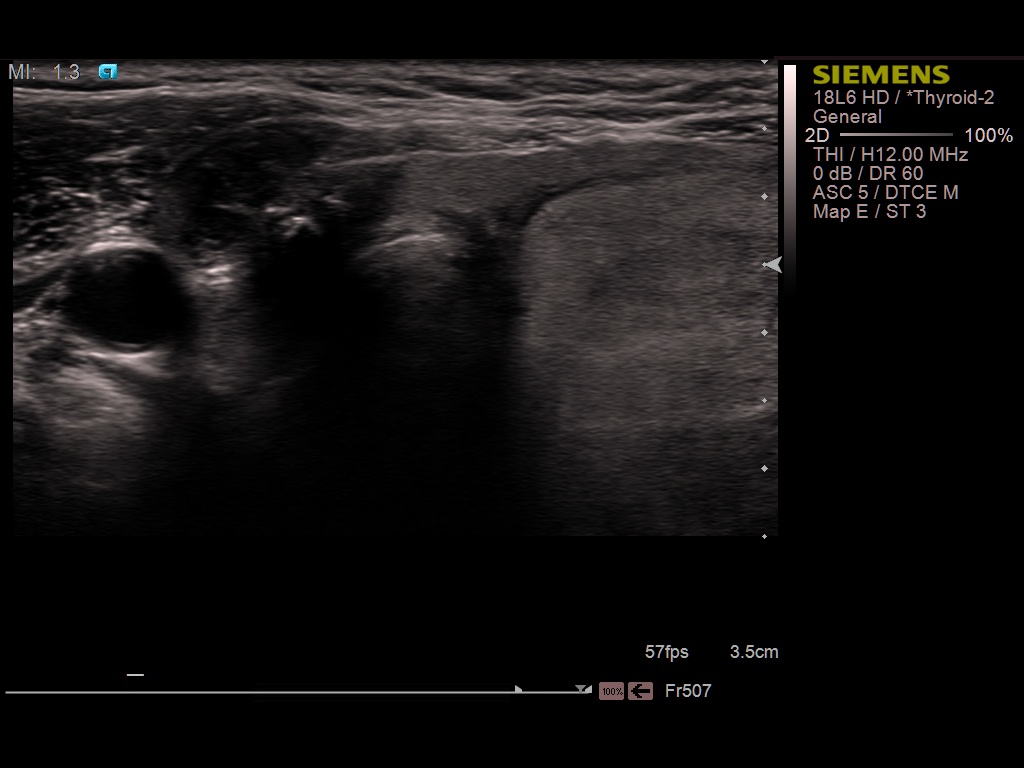 MI: 1.3
SIEMENS
18L6 HD / *Thyroid-2
General
2D 100%
THI / H12.00 MHz
0 dB / DR 60
ASC 5 / DTCE M
Map E / ST 3
57fps 3.5cm
100% Fr507